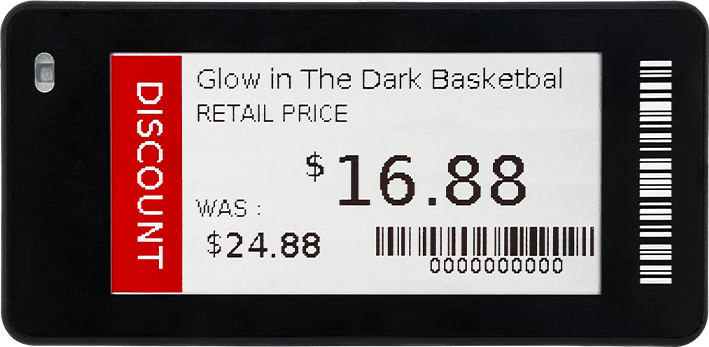 DISCOUNT
Glow in The Dark Basketbal
RETAIL PRICE
$ 16.88
WAS :
$24.88
0000000000